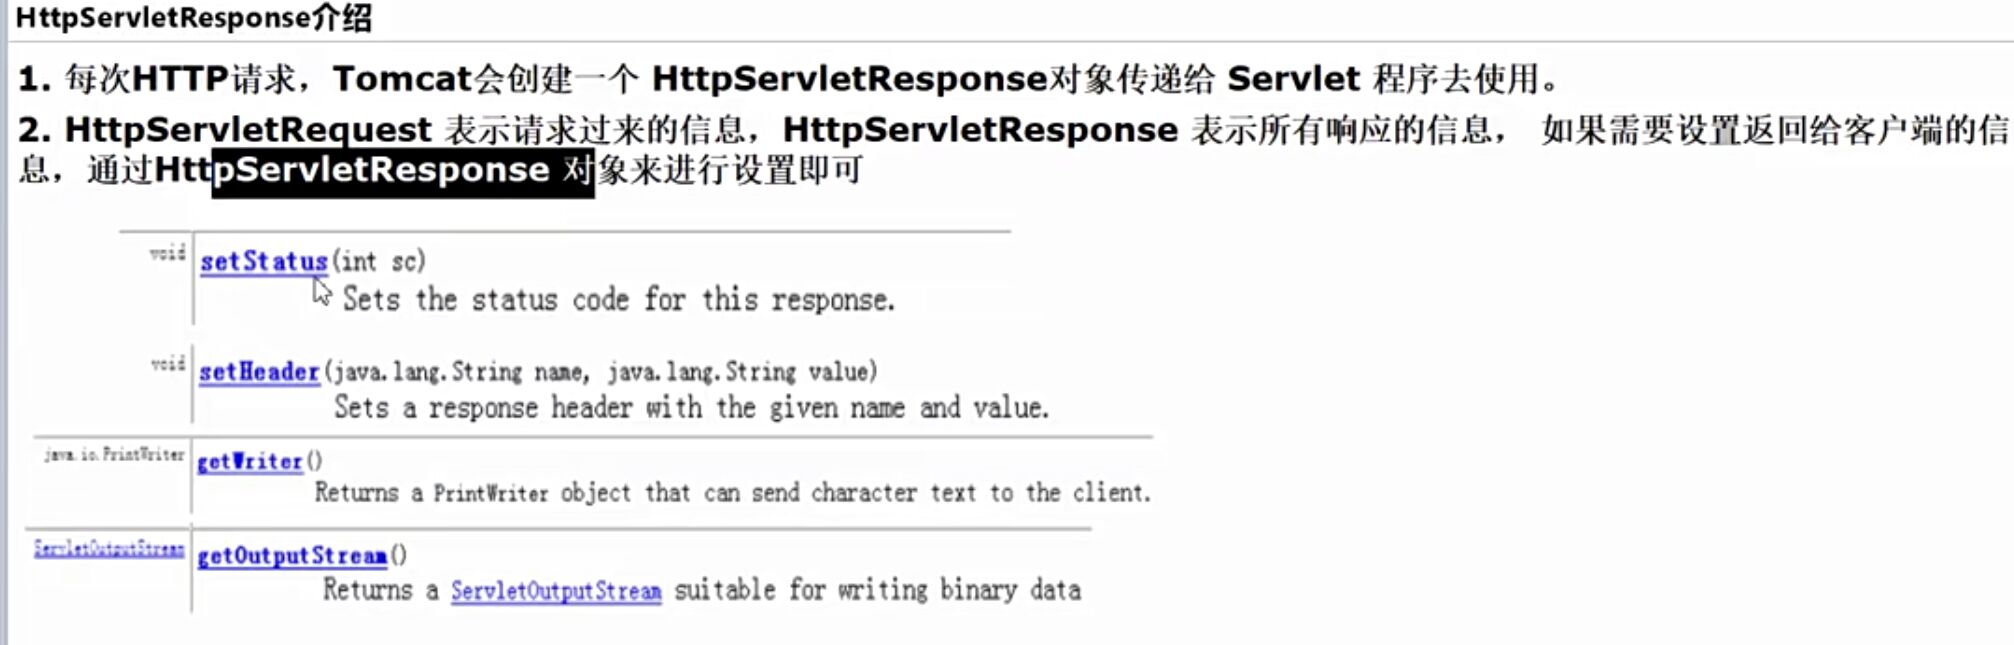 HttpServletResponse介绍
1. 每次HTTP请求，Tomcat会创建一个 HttpServletResponse对象传递给 Servlet 程序去使用。
2. HttpServletRequest 表示请求过来的信息，HttpServletResponse 表示所有响应的信息， 如果需要设置返回给客户端的信
息，通过HttpServletResponse 对象来进行设置即可
void setStatus(int sc)
Sets the status code for this response.
void setHeader(java.lang.String name, java.lang.String value)
Sets a response header with the given name and value.
java.io.PrintWriter getWriter()
Returns a PrintWriter object that can send character text to the client.
ServletOutputStream getOutputStream()
Returns a ServletOutputStream suitable for writing binary data